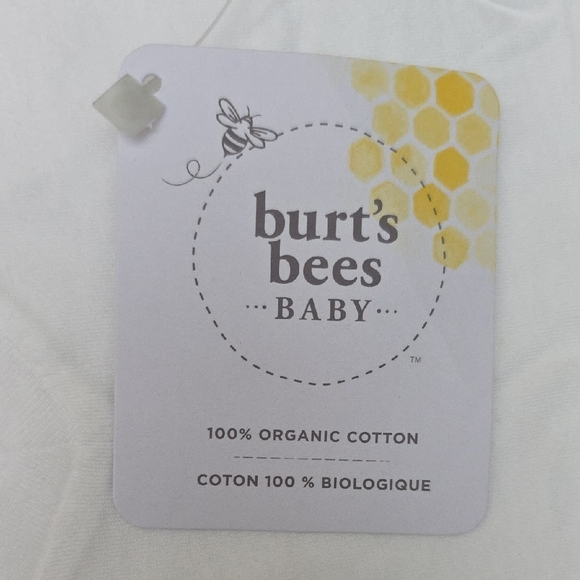 burt's
bees
···BABY···
™
100% ORGANIC COTTON
COTON 100 % BIOLOGIQUE